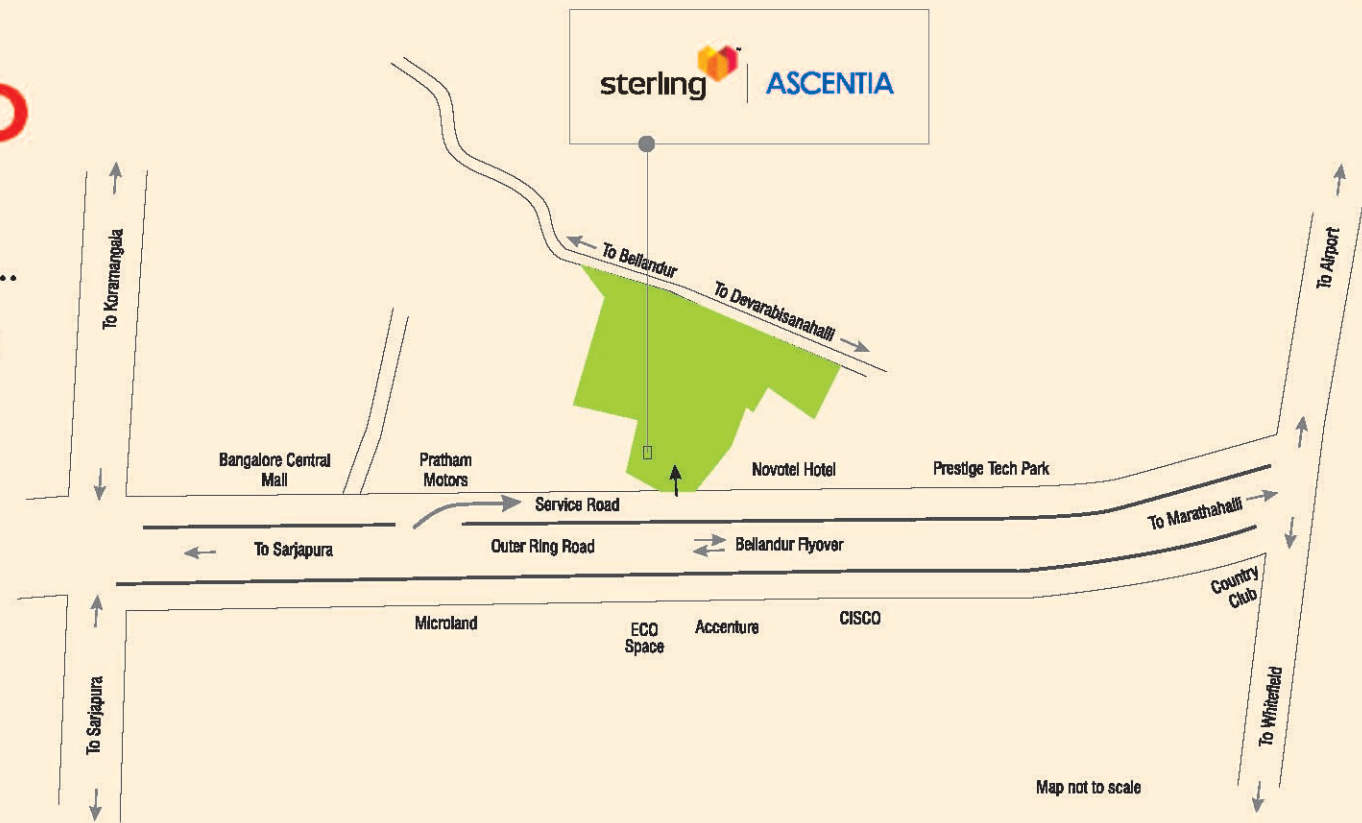 sterling™ | ASCENTIA
To Koramangala
To Airport
To Bellandur
To Devarabisanahalli
Bangalore Central
Mall
Pratham
Motors
Novotel Hotel
Prestige Tech Park
Service Road
To Marathahalli
To Sarjapura
Outer Ring Road
Bellandur Flyover
Country
Club
Microland
ECO
Space
Accenture
CISCO
To Sarjapura
To Whitefield
Map not to scale